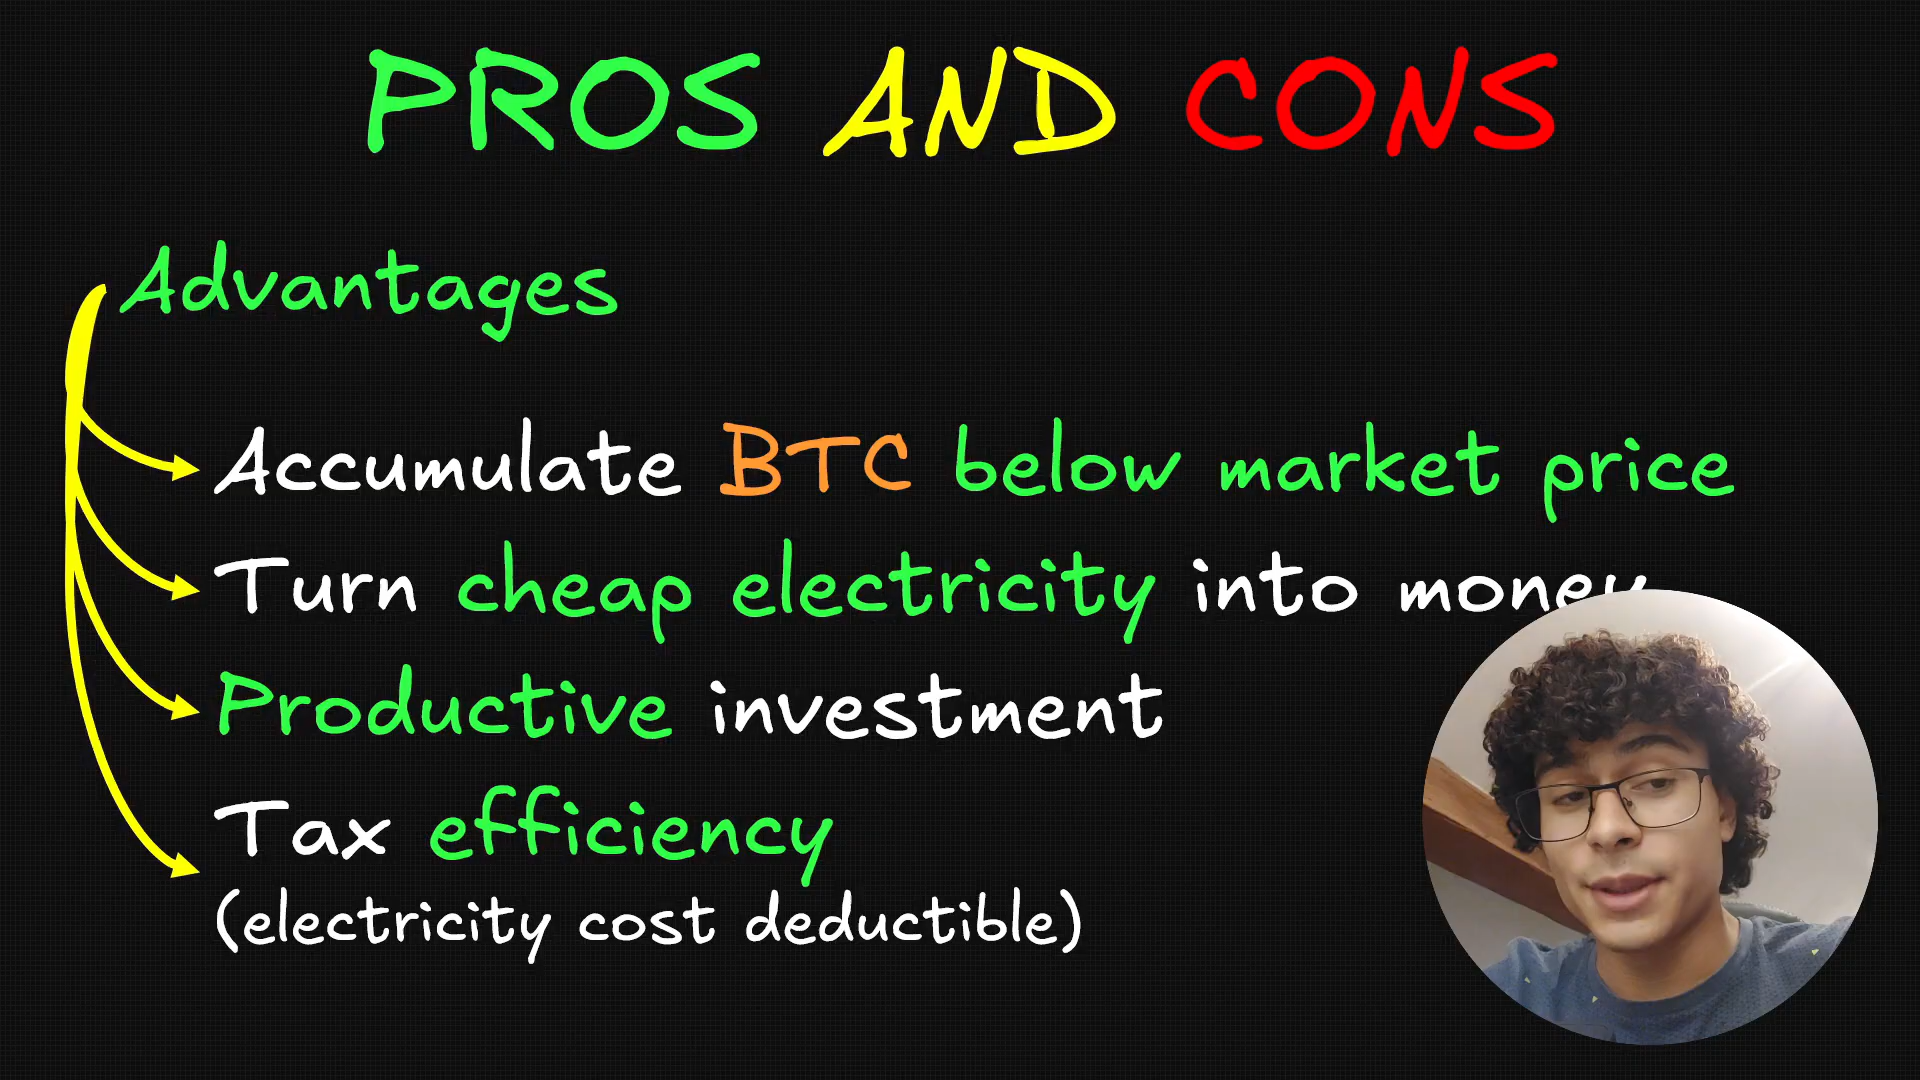 PROS AND CONS
Advantages
Accumulate BTC below market price
Turn cheap electricity into money
Productive investment
Tax efficiency
(electricity cost deductible)